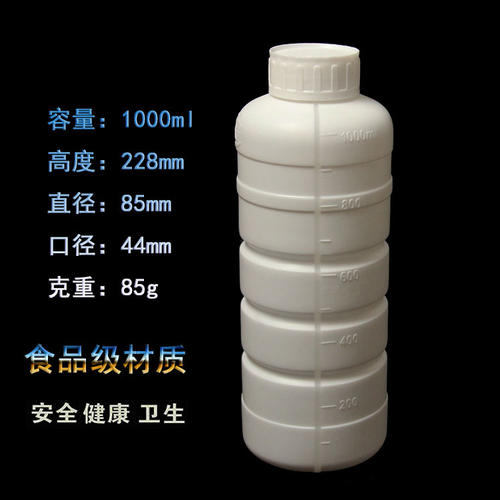 容量：1000ml
高度：228mm
直径：85mm
口径：44mm
克重：85g
食品级材质
安全 健康 卫生
1000ml
800
600
400
200